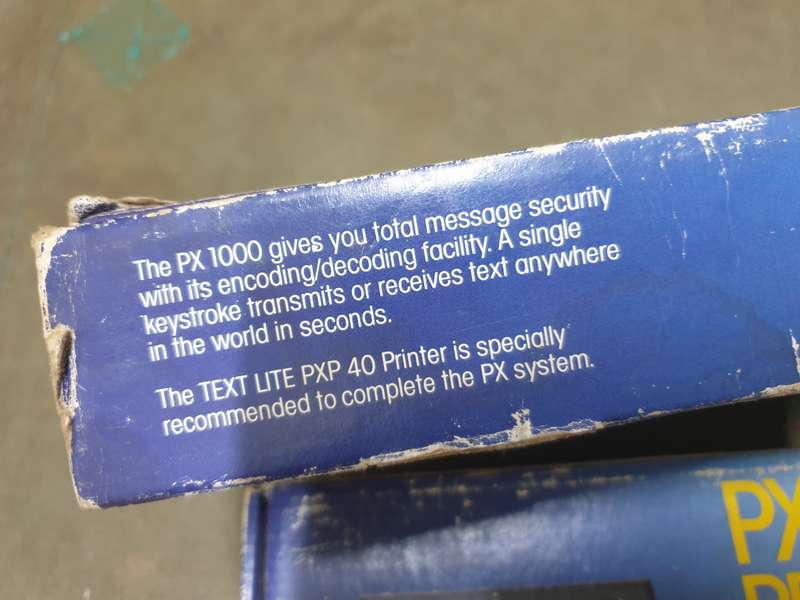 The PX 1000 gives you total message security
with its encoding/decoding facility. A single
keystroke transmits or receives text anywhere
in the world in seconds.
The TEXT LITE PXP 40 Printer is specially
recommended to complete the PX system.
PX